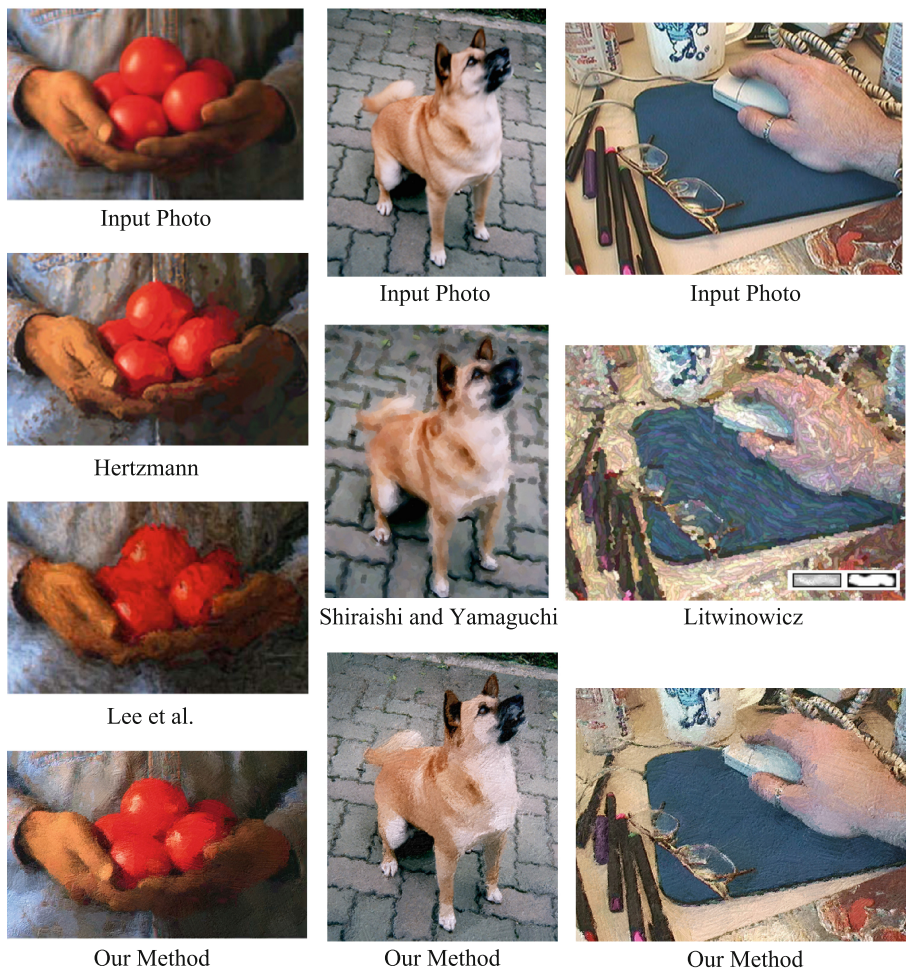 Input Photo
Hertzmann
Lee et al.
Our Method
Input Photo
Shiraishi and Yamaguchi
Our Method
Input Photo
Litwinowicz
Our Method